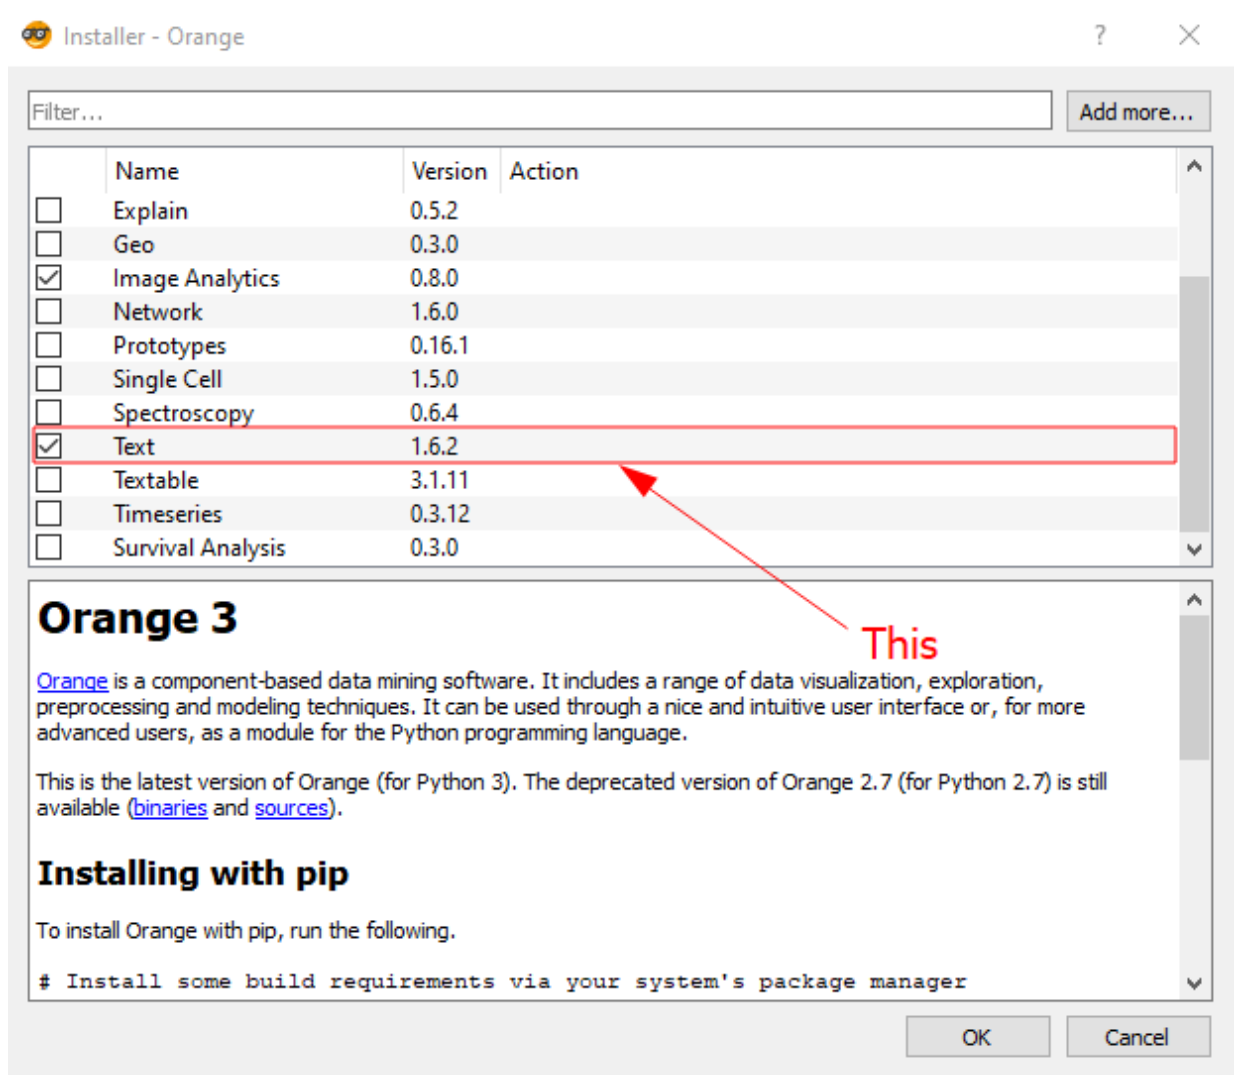 Installer - Orange
?
Filter...
Add more...
Name Version Action
Explain 0.5.2
Geo 0.3.0
Image Analytics 0.8.0
Network 1.6.0
Prototypes 0.16.1
Single Cell 1.5.0
Spectroscopy 0.6.4
Text 1.6.2
Textable 3.1.11
Timeseries 0.3.12
Survival Analysis 0.3.0
This
Orange 3
Orange is a component-based data mining software. It includes a range of data visualization, exploration,
preprocessing and modeling techniques. It can be used through a nice and intuitive user interface or, for more
advanced users, as a module for the Python programming language.
This is the latest version of Orange (for Python 3). The deprecated version of Orange 2.7 (for Python 2.7) is still
available (binaries and sources).
Installing with pip
To install Orange with pip, run the following.
# Install some build requirements via your system's package manager
OK Cancel